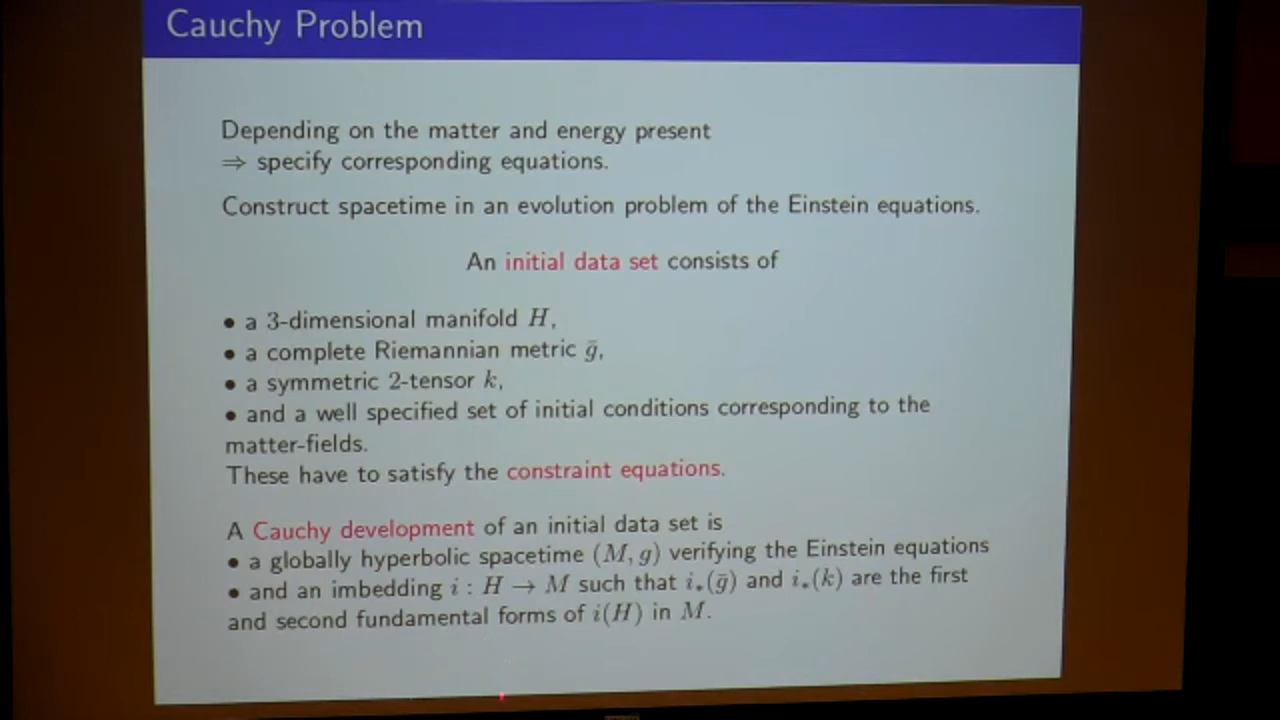 Cauchy Problem
Depending on the matter and energy present
⇒ specify corresponding equations.
Construct spacetime in an evolution problem of the Einstein equations.
An initial data set consists of
• a 3-dimensional manifold H,
• a complete Riemannian metric ḡ,
• a symmetric 2-tensor k,
• and a well specified set of initial conditions corresponding to the
matter-fields.
These have to satisfy the constraint equations.
A Cauchy development of an initial data set is
• a globally hyperbolic spacetime (M, g) verifying the Einstein equations
• and an imbedding i : H → M such that i⁎(ḡ) and i⁎(k) are the first
and second fundamental forms of i(H) in M.